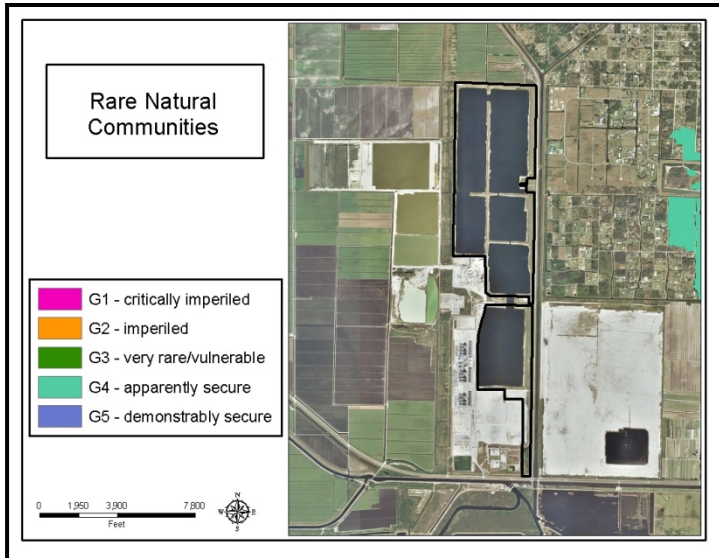 Rare Natural
Communities
G1 - critically imperiled
G2 - imperiled
G3 - very rare/vulnerable
G4 - apparently secure
G5 - demonstrably secure
0 1,950 3,900 7,800
Feet
N
W E
S